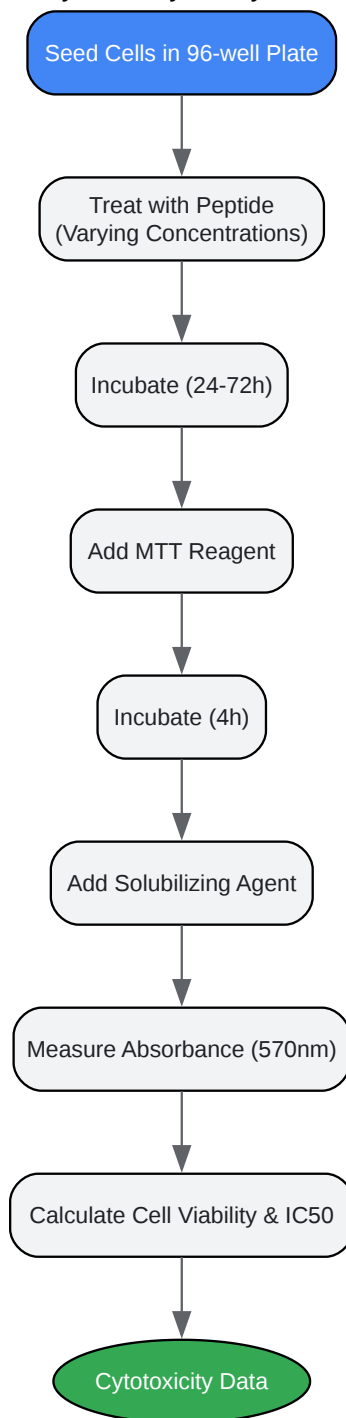 Seed Cells in 96-well Plate
Treat with Peptide
(Varying Concentrations)
Incubate (24-72h)
Add MTT Reagent
Incubate (4h)
Add Solubilizing Agent
Measure Absorbance (570nm)
Calculate Cell Viability & IC50
Cytotoxicity Data